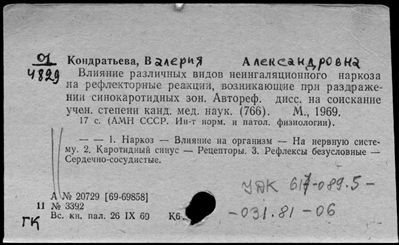 01/4829
Кондратьева, Валерия Александровна
Влияние различных видов неингаляционного наркоза
на рефлекторные реакции, возникающие при раздраже-
нии синокаротидных зон. Автореф. дисс. на соискание
учен. степени канд. мед. наук. (766). М., 1969.
17 с. (АМН СССР. Ин-т норм. и патол. физиологии).
— — 1. Наркоз — Влияние на организм — На нервную систе-
му. 2. Каротидный синус — Рецепторы. 3. Рефлексы безусловные —
Сердечно-сосудистые.
А № 20729 [69-69858]
11 № 3392
Вс. кн. пал. 26 IX 69 К6
ГК
УДК 617-089.5-
-031.81-06